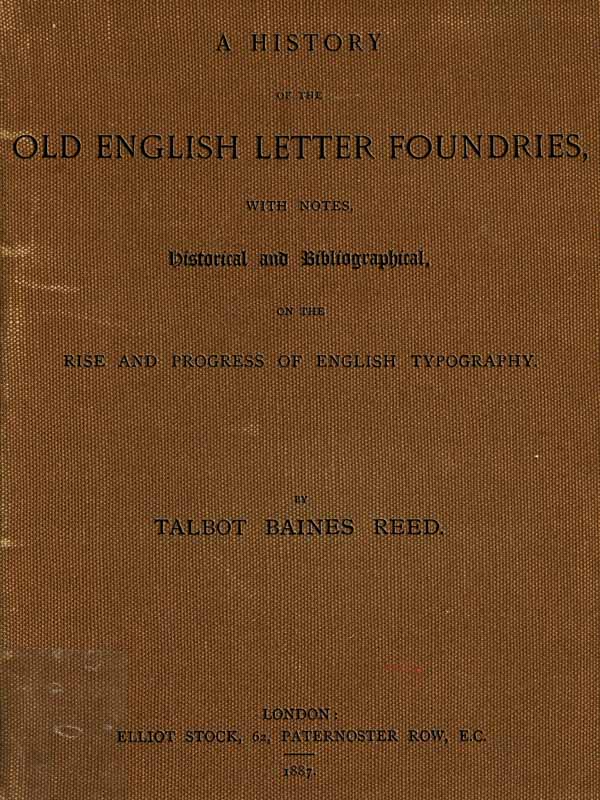 A HISTORY
OF THE
OLD ENGLISH LETTER FOUNDRIES,
WITH NOTES,
Historical and Bibliographical,
ON THE
RISE AND PROGRESS OF ENGLISH TYPOGRAPHY.
BY
TALBOT BAINES REED.
LONDON:
ELLIOT STOCK, 62, PATERNOSTER ROW, E.C.
1887.